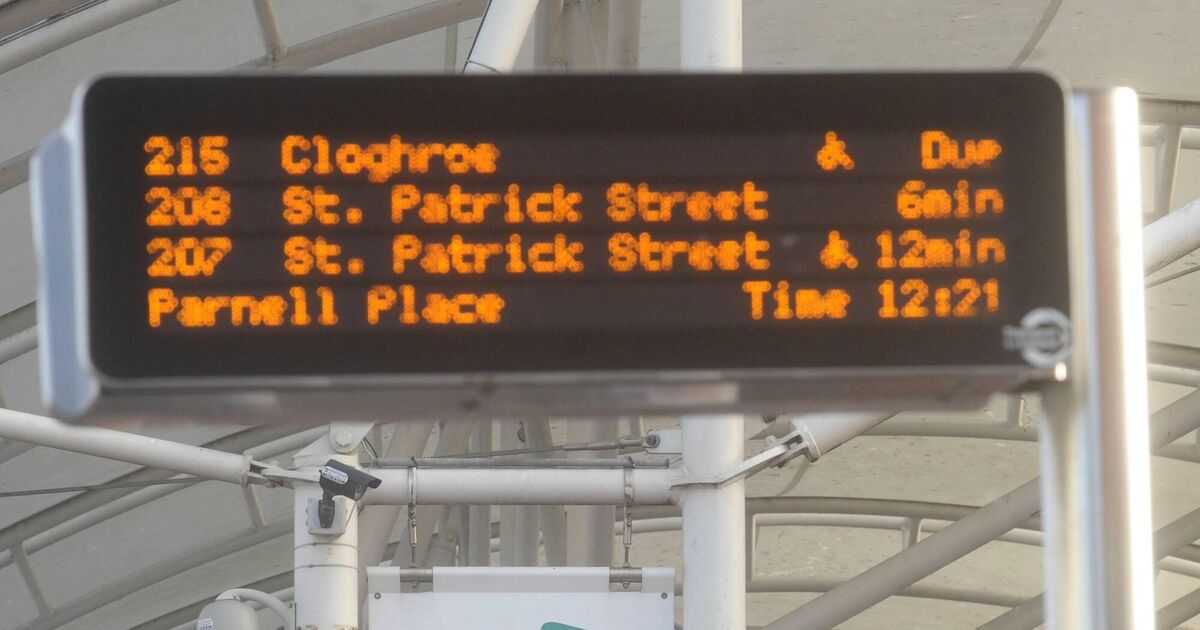 215 Cloghroe & Due
208 St. Patrick Street 6min
207 St. Patrick Street & 12min
Parnell Place Time 12:21